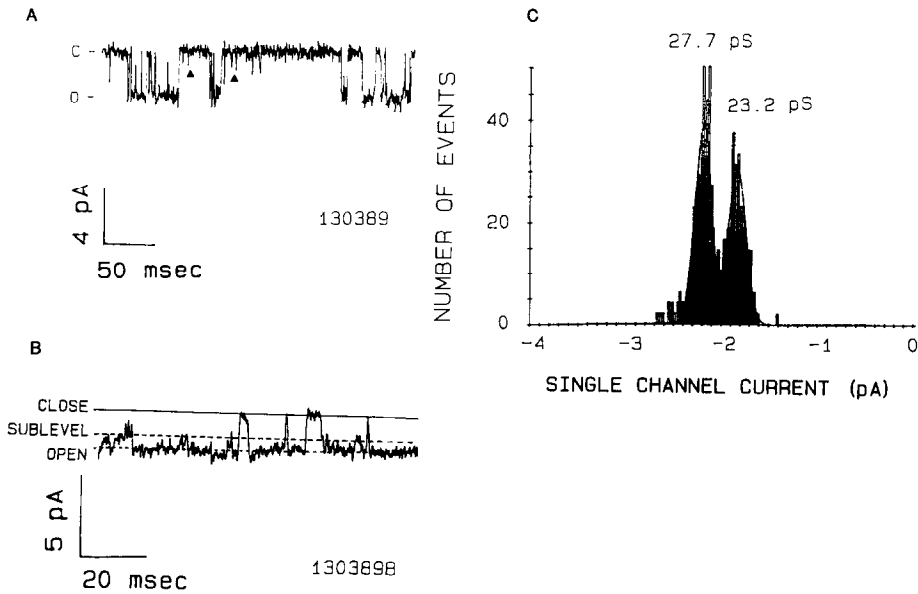 A
C -
O -
4 pA
50 msec
130389
B
CLOSE
SUBLEVEL
OPEN
5 pA
20 msec
1303898
C
27.7 pS
23.2 pS
NUMBER OF EVENTS
40
20
0
-4
-3
-2
-1
0
SINGLE CHANNEL CURRENT (pA)